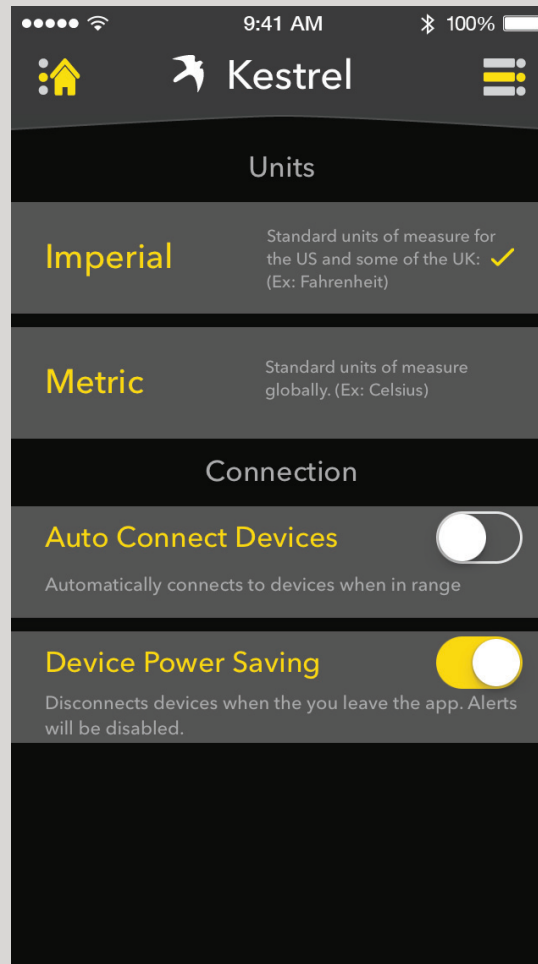 9:41 AM
100%
Kestrel
Units
Imperial
Standard units of measure for
the US and some of the UK:
(Ex: Fahrenheit)
Metric
Standard units of measure
globally. (Ex: Celsius)
Connection
Auto Connect Devices
Automatically connects to devices when in range
Device Power Saving
Disconnects devices when the you leave the app. Alerts
will be disabled.